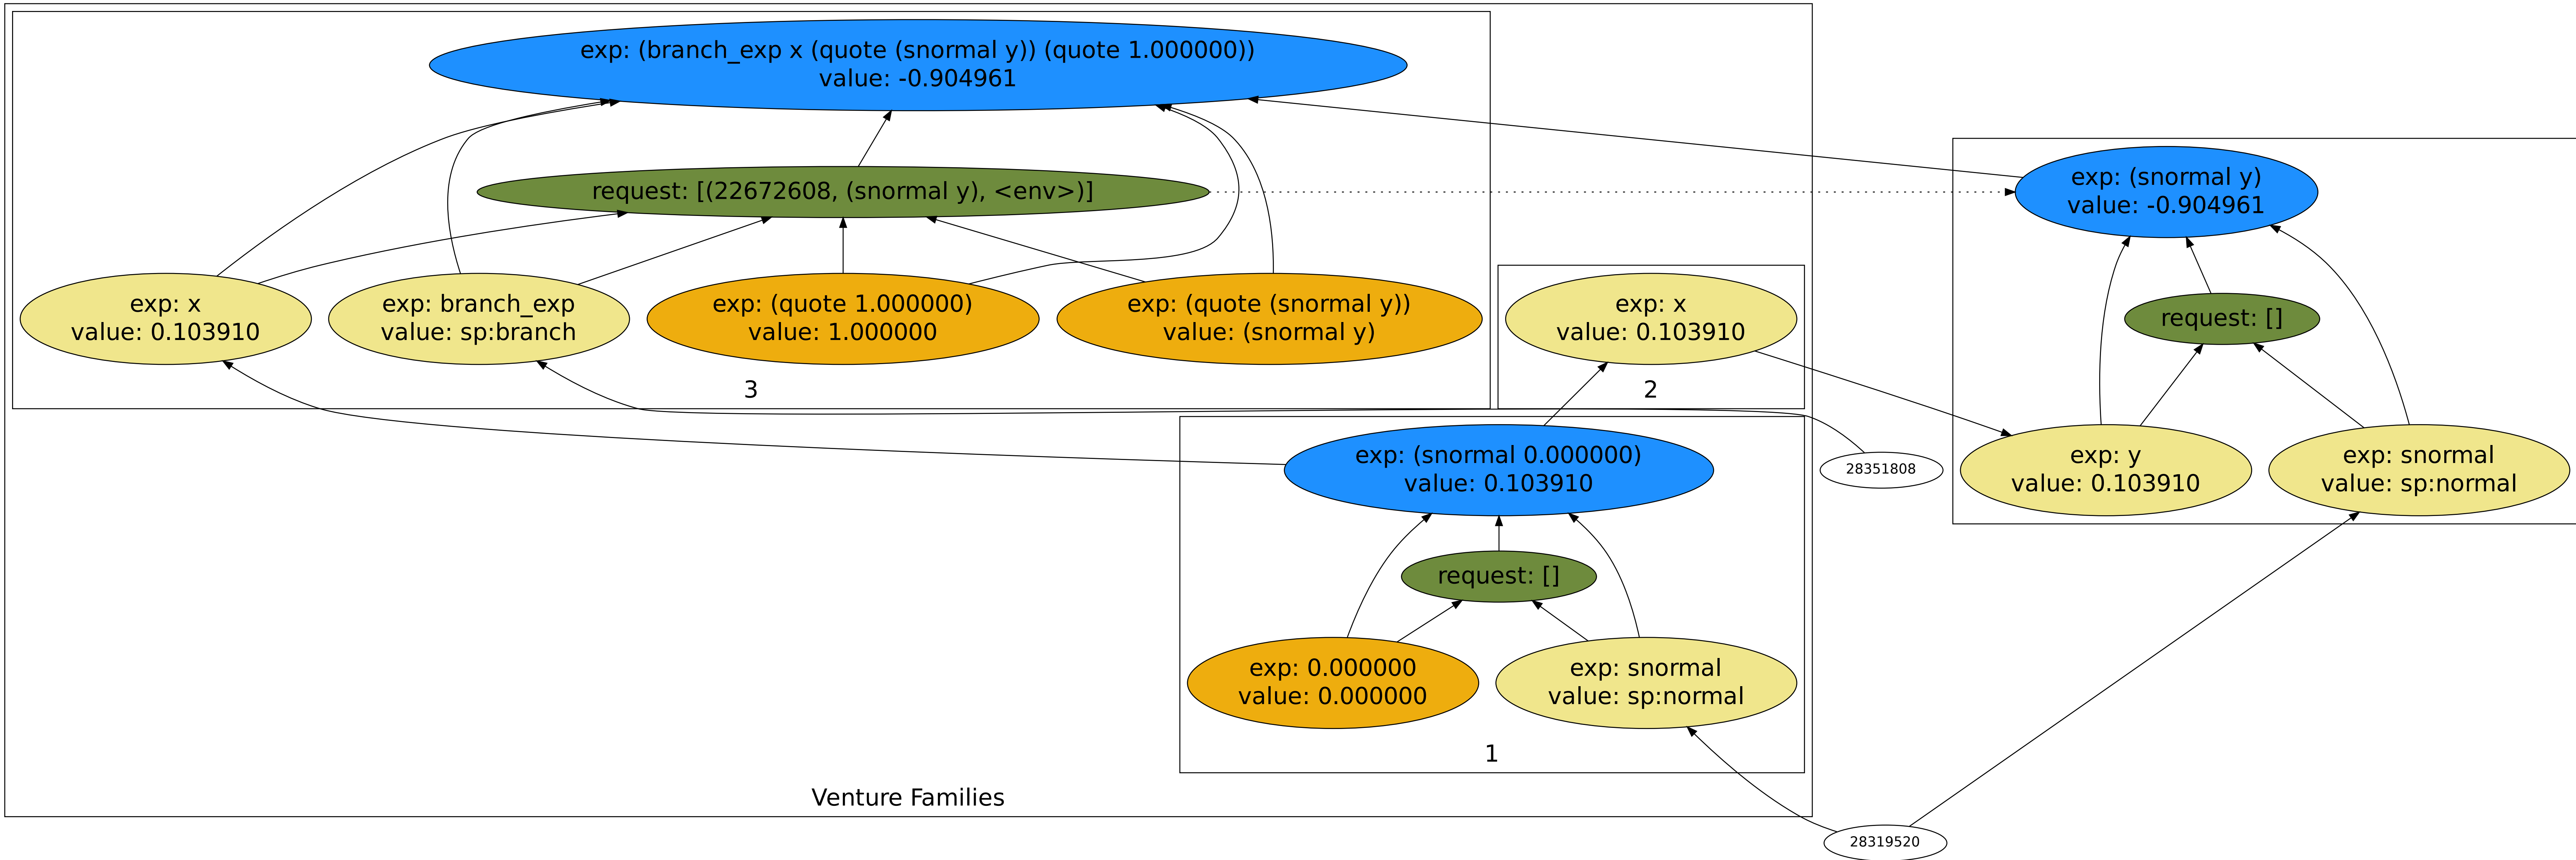 exp: (branch_exp x (quote (snormal y)) (quote 1.000000))
value: -0.904961
request: [(22672608, (snormal y), <env>)]
exp: (snormal y)
value: -0.904961
exp: x
value: 0.103910
exp: branch_exp
value: sp:branch
exp: (quote 1.000000)
value: 1.000000
exp: (quote (snormal y))
value: (snormal y)
exp: x
value: 0.103910
request: []
3
2
exp: (snormal 0.000000)
value: 0.103910
28351808
exp: y
value: 0.103910
exp: snormal
value: sp:normal
request: []
exp: 0.000000
value: 0.000000
exp: snormal
value: sp:normal
1
Venture Families
28319520